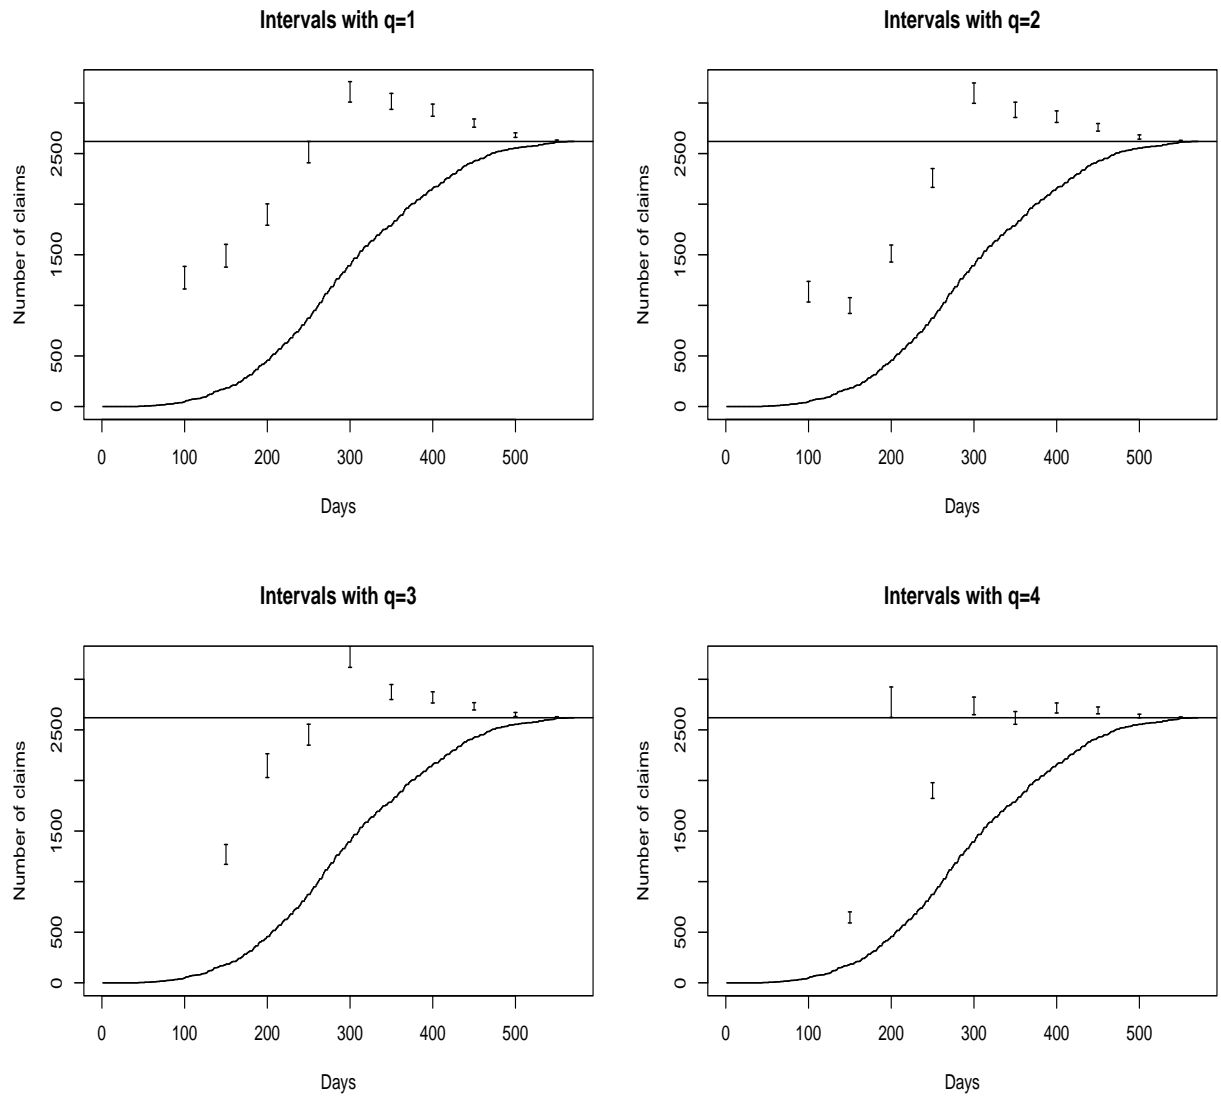 Intervals with q=1
Number of claims
2500
1500
500
0
0 100 200 300 400 500
Days
Intervals with q=2
Number of claims
2500
1500
500
0
0 100 200 300 400 500
Days
Intervals with q=3
Number of claims
2500
1500
500
0
0 100 200 300 400 500
Days
Intervals with q=4
Number of claims
2500
1500
500
0
0 100 200 300 400 500
Days